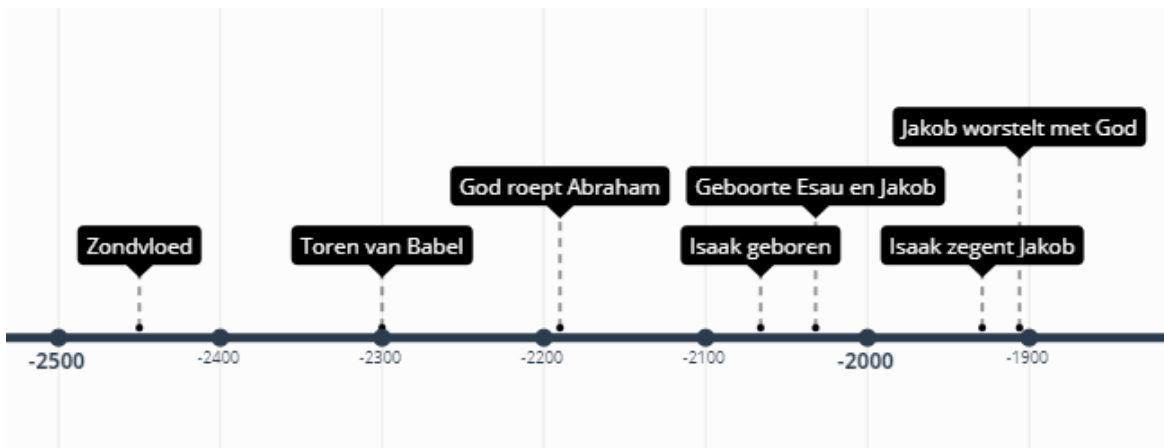 Jakob worstelt met God
God roept Abraham
Geboorte Esau en Jakob
Zondvloed
Toren van Babel
Isaak geboren
Isaak zegent Jakob
-2500
-2400
-2300
-2200
-2100
-2000
-1900